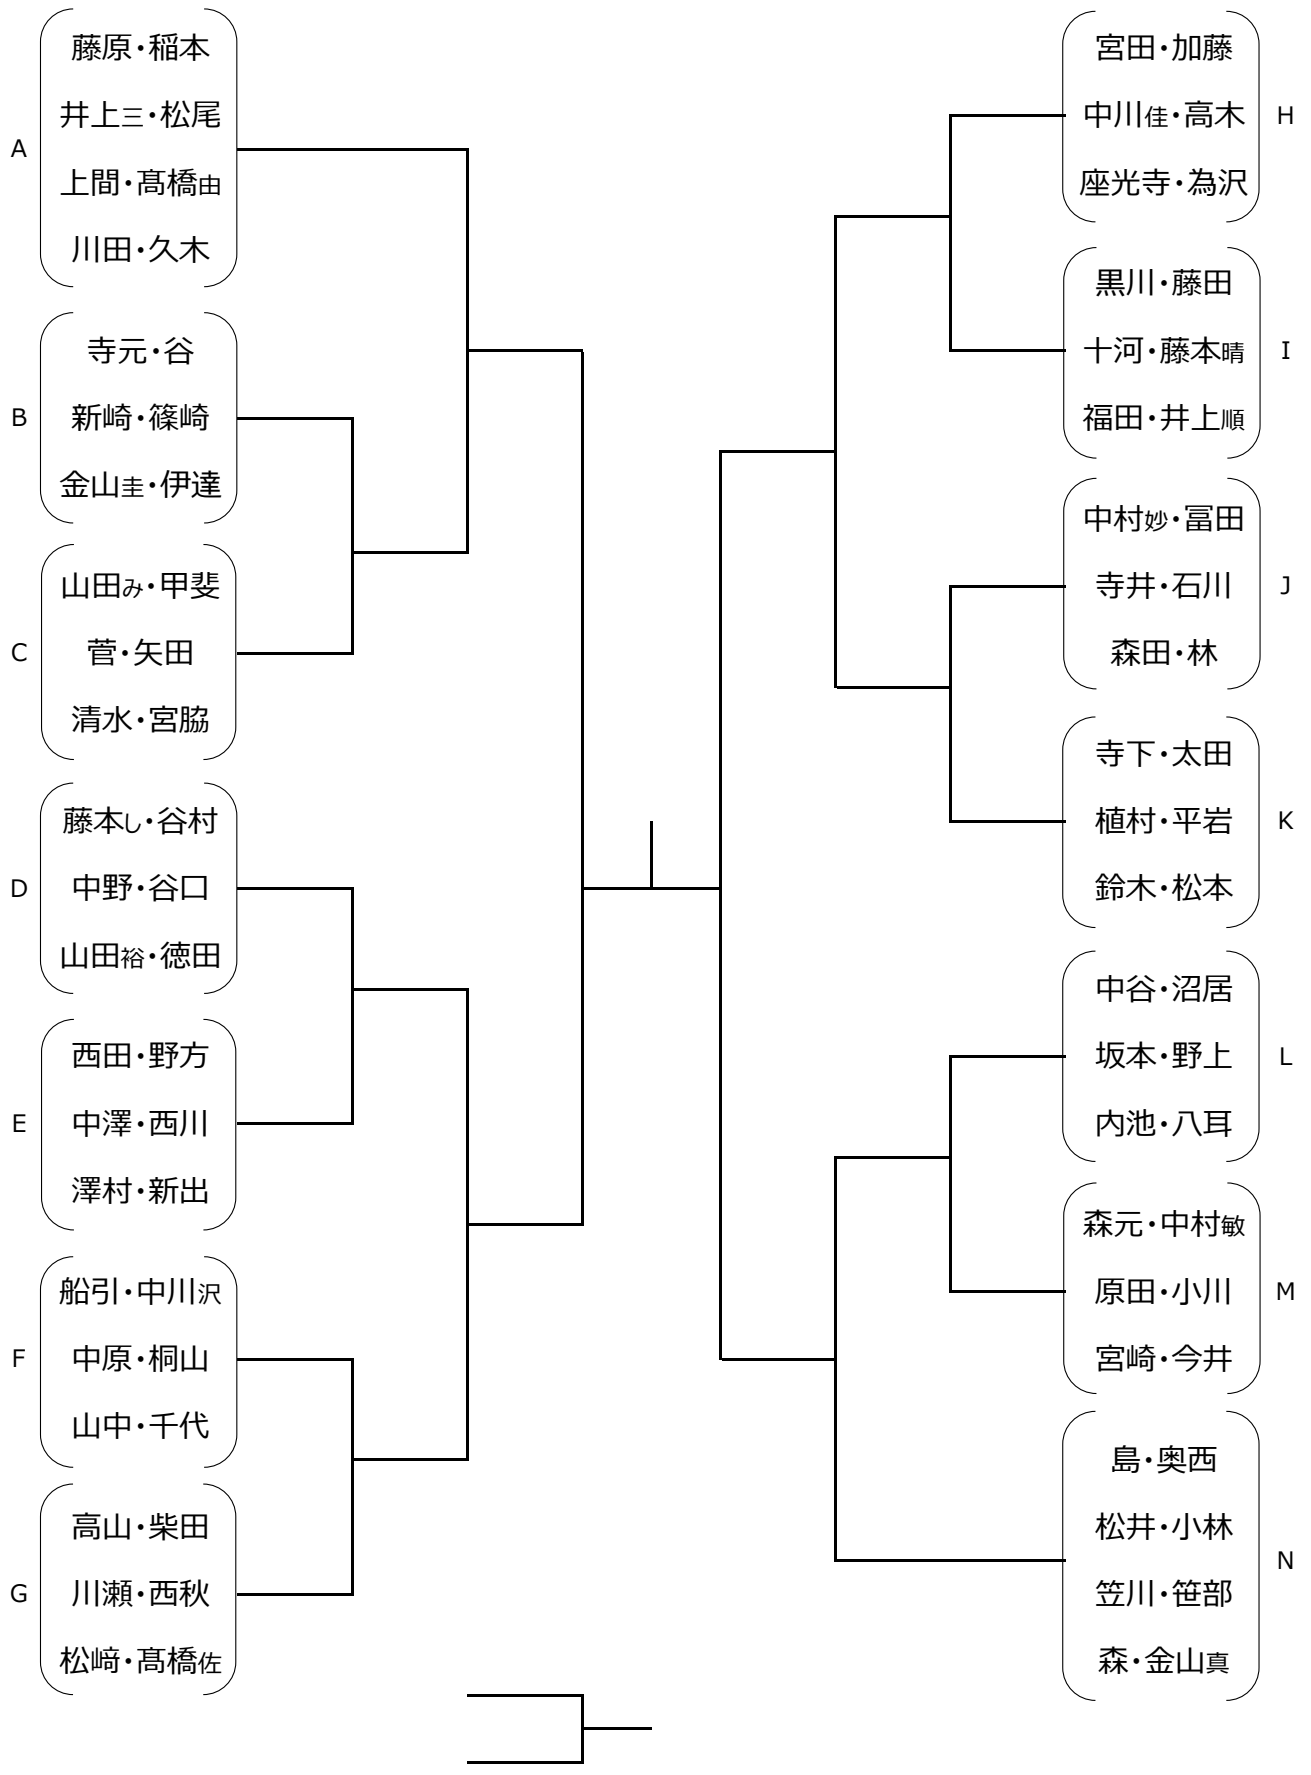 A
藤原・稲本
井上三・松尾
上間・髙橋由
川田・久木
B
寺元・谷
新崎・篠崎
金山圭・伊達
C
山田み・甲斐
菅・矢田
清水・宮脇
D
藤本し・谷村
中野・谷口
山田裕・徳田
E
西田・野方
中澤・西川
澤村・新出
F
船引・中川沢
中原・桐山
山中・千代
G
高山・柴田
川瀬・西秋
松﨑・髙橋佐
宮田・加藤
中川佳・高木
座光寺・為沢
H
黒川・藤田
十河・藤本晴
福田・井上順
I
中村妙・冨田
寺井・石川
森田・林
J
寺下・太田
植村・平岩
鈴木・松本
K
中谷・沼居
坂本・野上
内池・八耳
L
森元・中村敏
原田・小川
宮崎・今井
M
島・奥西
松井・小林
笠川・笹部
森・金山真
N